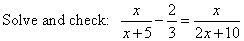 Solve and check: x/(x+5) - 2/3 = x/(2x+10)